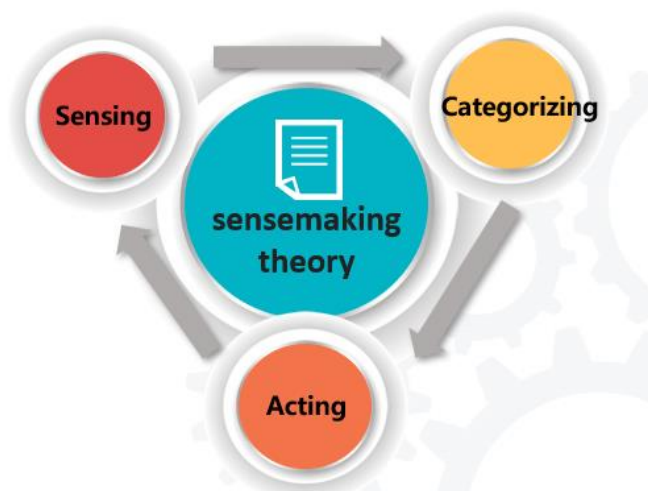 Sensing
Categorizing
sensemaking
theory
Acting